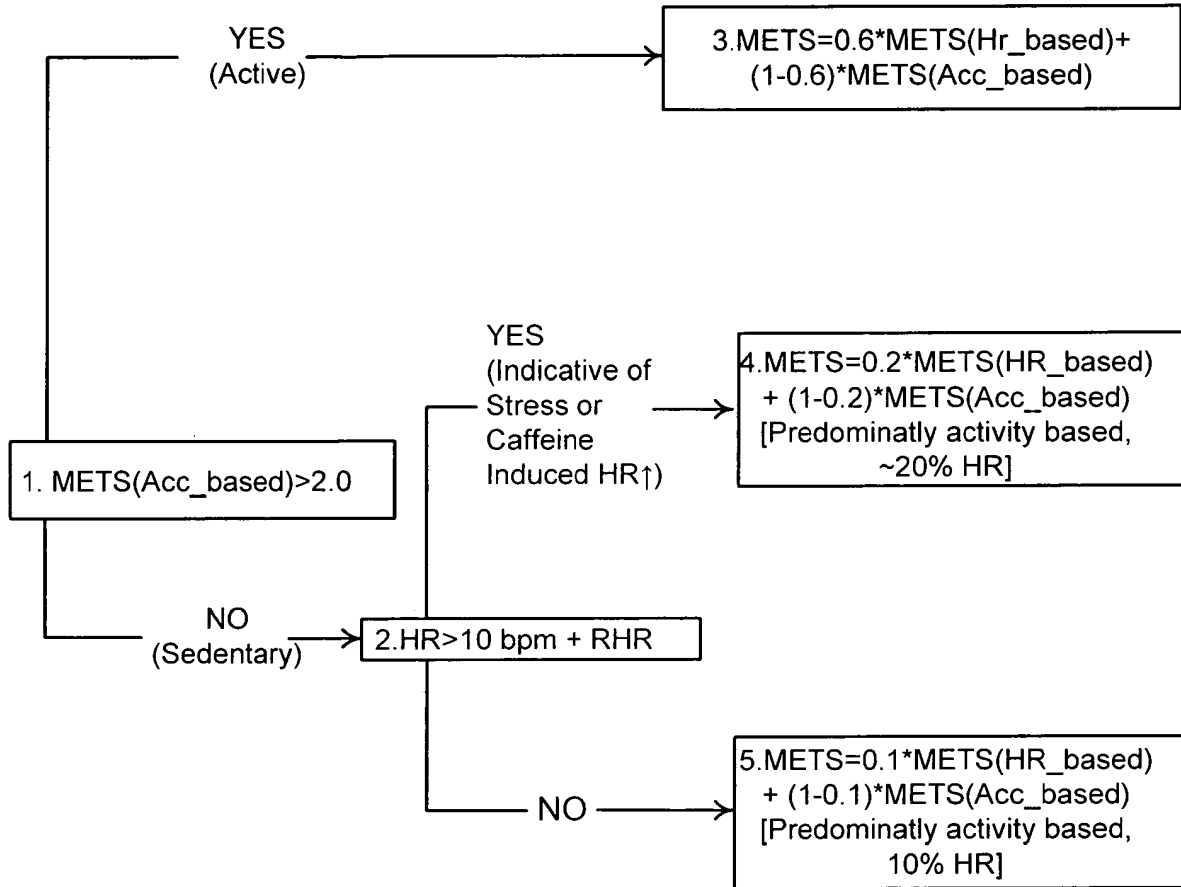 YES
(Active)
3.METS=0.6*METS(Hr_based)+
(1-0.6)*METS(Acc_based)
1. METS(Acc_based)>2.0
YES
(Indicative of
Stress or
Caffeine
Induced HR↑)
4.METS=0.2*METS(HR_based)
+ (1-0.2)*METS(Acc_based)
[Predominatly activity based,
~20% HR]
NO
(Sedentary)
2.HR>10 bpm + RHR
NO
5.METS=0.1*METS(HR_based)
+ (1-0.1)*METS(Acc_based)
[Predominatly activity based,
10% HR]